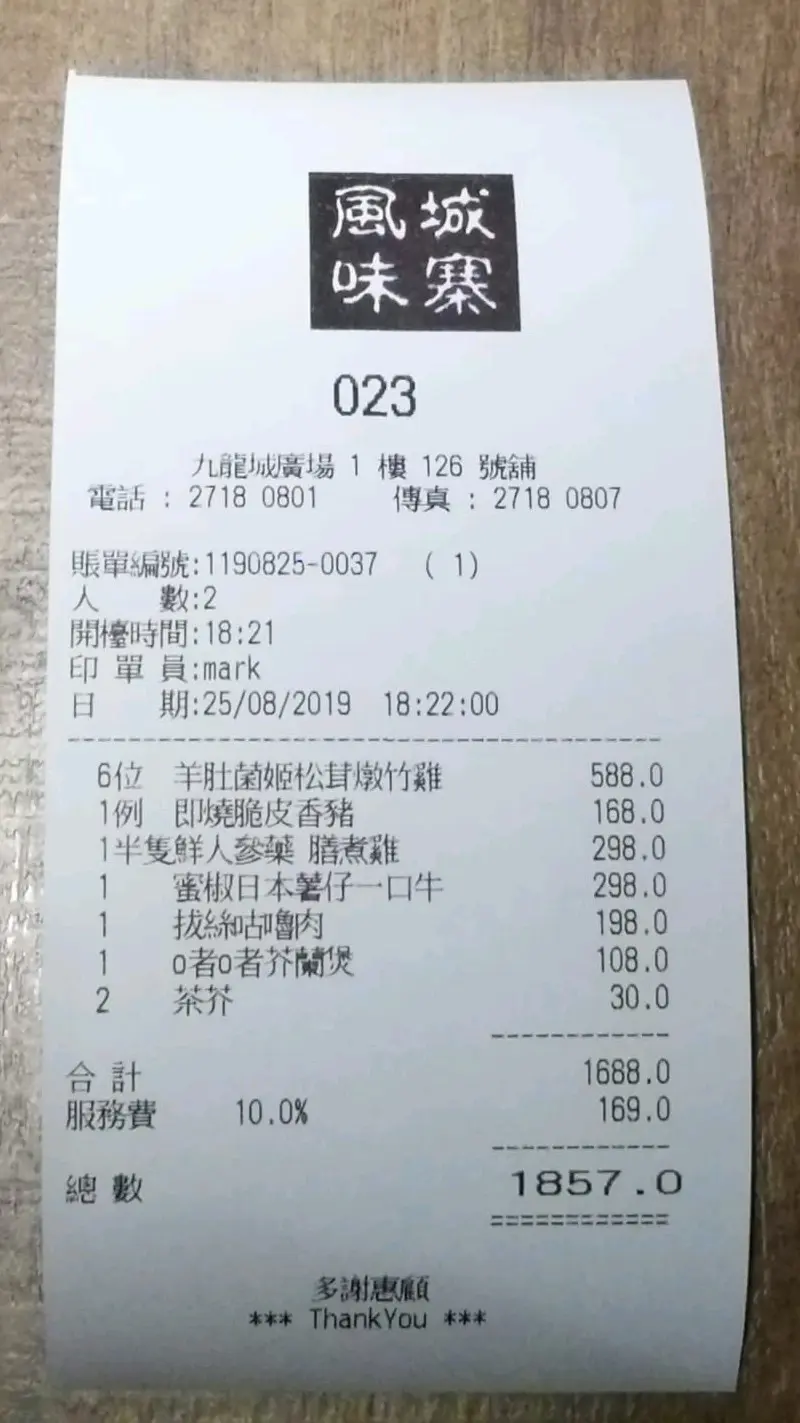 城寨
風味
023
九龍城廣場 1 樓 126 號舖
電話 : 2718 0801 傳真 : 2718 0807
賬單編號:1190825-0037 ( 1)
人 數:2
開檯時間:18:21
印 單 員:mark
日 期:25/08/2019 18:22:00
6位 羊肚菌姬松茸燉竹雞 588.0
1例 即燒脆皮香豬 168.0
1半隻鮮人參藥 膳煮雞 298.0
1 蜜椒日本薯仔一口牛 298.0
1 拔絲咕嚕肉 198.0
1 o者o者芥蘭煲 108.0
2 茶芥 30.0
合 計 1688.0
服務費 10.0% 169.0
總 數 1857.0
多謝惠顧
*** ThankYou ***